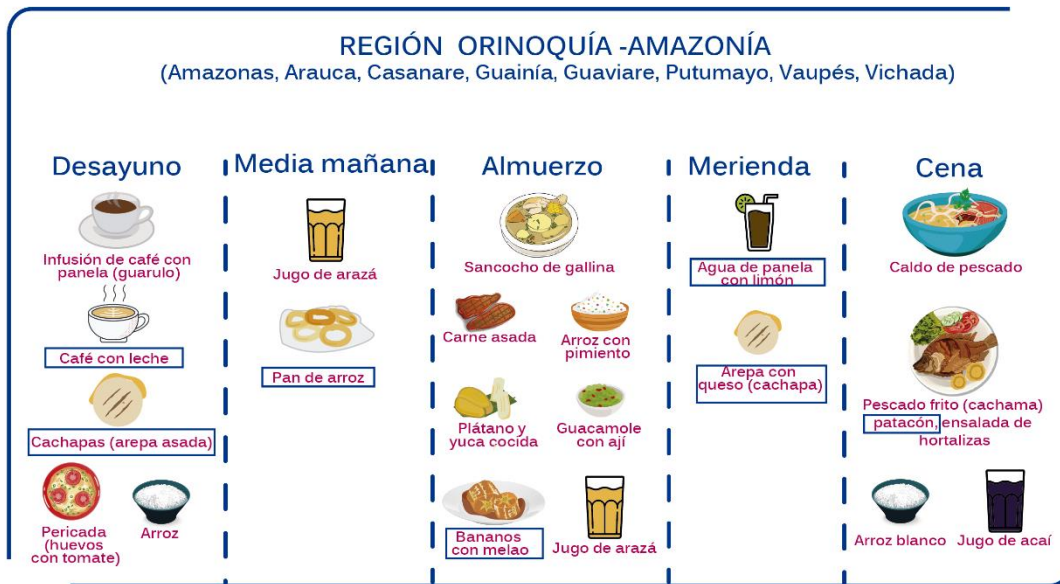 REGIÓN ORINOQUÍA -AMAZONÍA
(Amazonas, Arauca, Casanare, Guainía, Guaviare, Putumayo, Vaupés, Vichada)
Desayuno
Infusión de café con
panela (guarulo)
Café con leche
Cachapas (arepa asada)
Pericada
(huevos
con tomate)
Arroz
Media mañana
Jugo de arazá
Pan de arroz
Almuerzo
Sancocho de gallina
Carne asada
Arroz con
pimiento
Plátano y
yuca cocida
Guacamole
con ají
Bananos
con melao
Jugo de arazá
Merienda
Agua de panela
con limón
Arepa con
queso (cachapa)
Cena
Caldo de pescado
Pescado frito (cachama)
patacón, ensalada de
hortalizas
Arroz blanco
Jugo de acaí